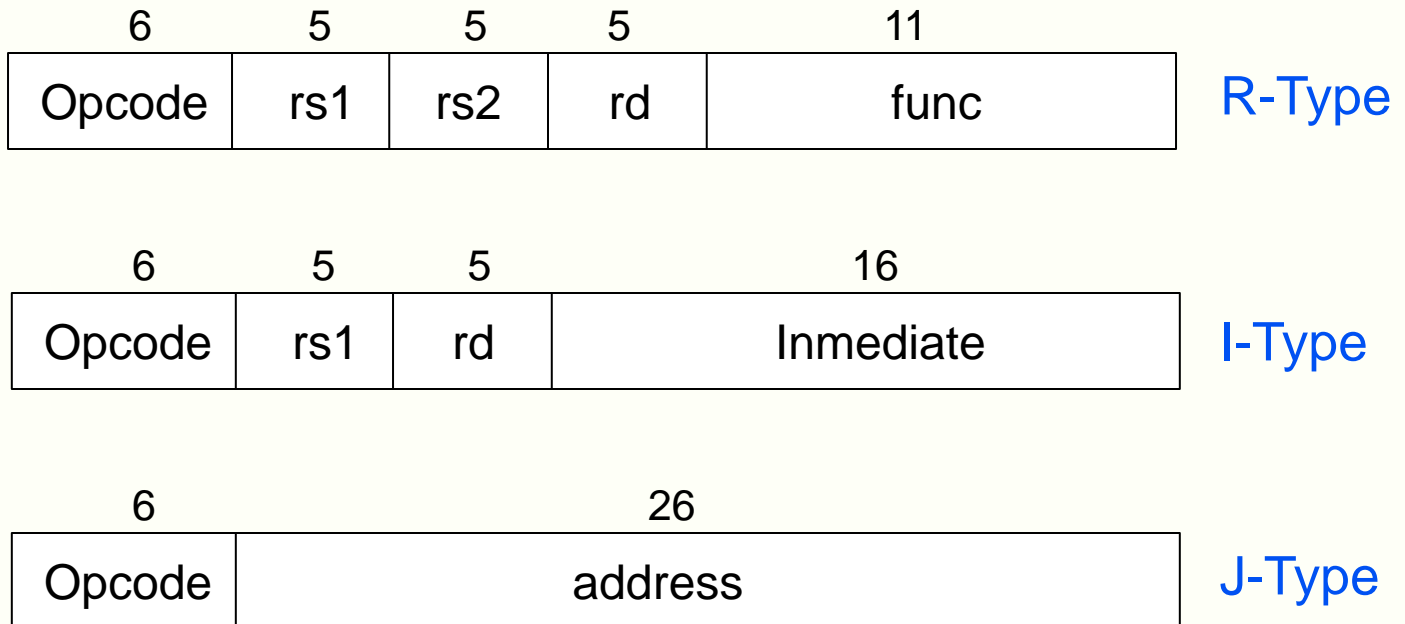 6 5 5 5 11
Opcode rs1 rs2 rd func R-Type
6 5 5 16
Opcode rs1 rd Inmediate I-Type
6 26
Opcode address J-Type